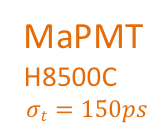 MaPMT
H8500C
σₜ = 150ps